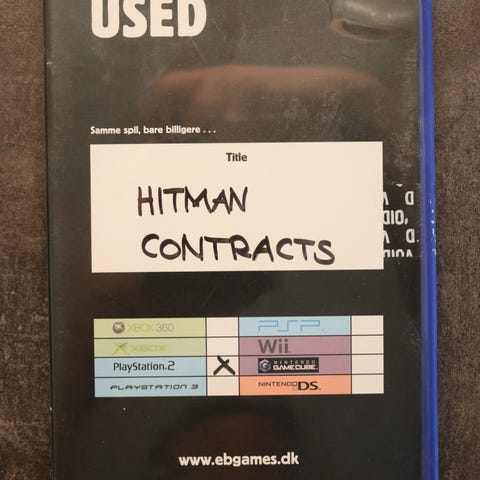 USED
Samme spil, bare billigere . . .
Title
HITMAN
CONTRACTS
XBOX 360
PSP
XBOX
Wii
PlayStation.2 X NINTENDO GAMECUBE
PLAYSTATION 3
NINTENDO DS
VOID
www.ebgames.dk